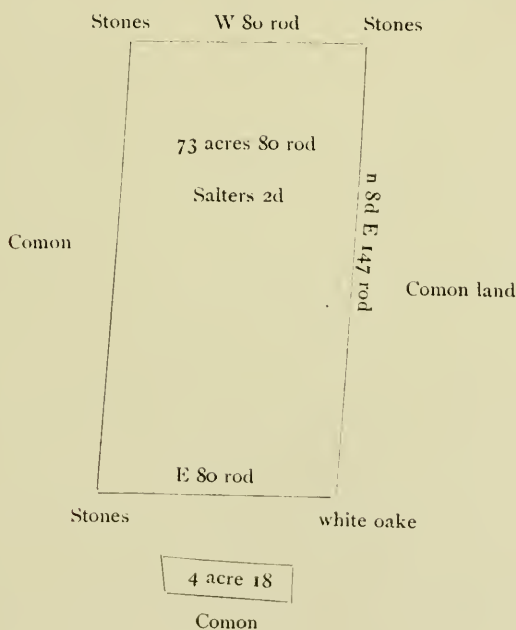 Stones W 80 rod Stones
73 acres 80 rod
Salters 2d
n 8d E 147 rod
Comon
Comon land
E 80 rod
Stones white oake
4 acre 18
Comon